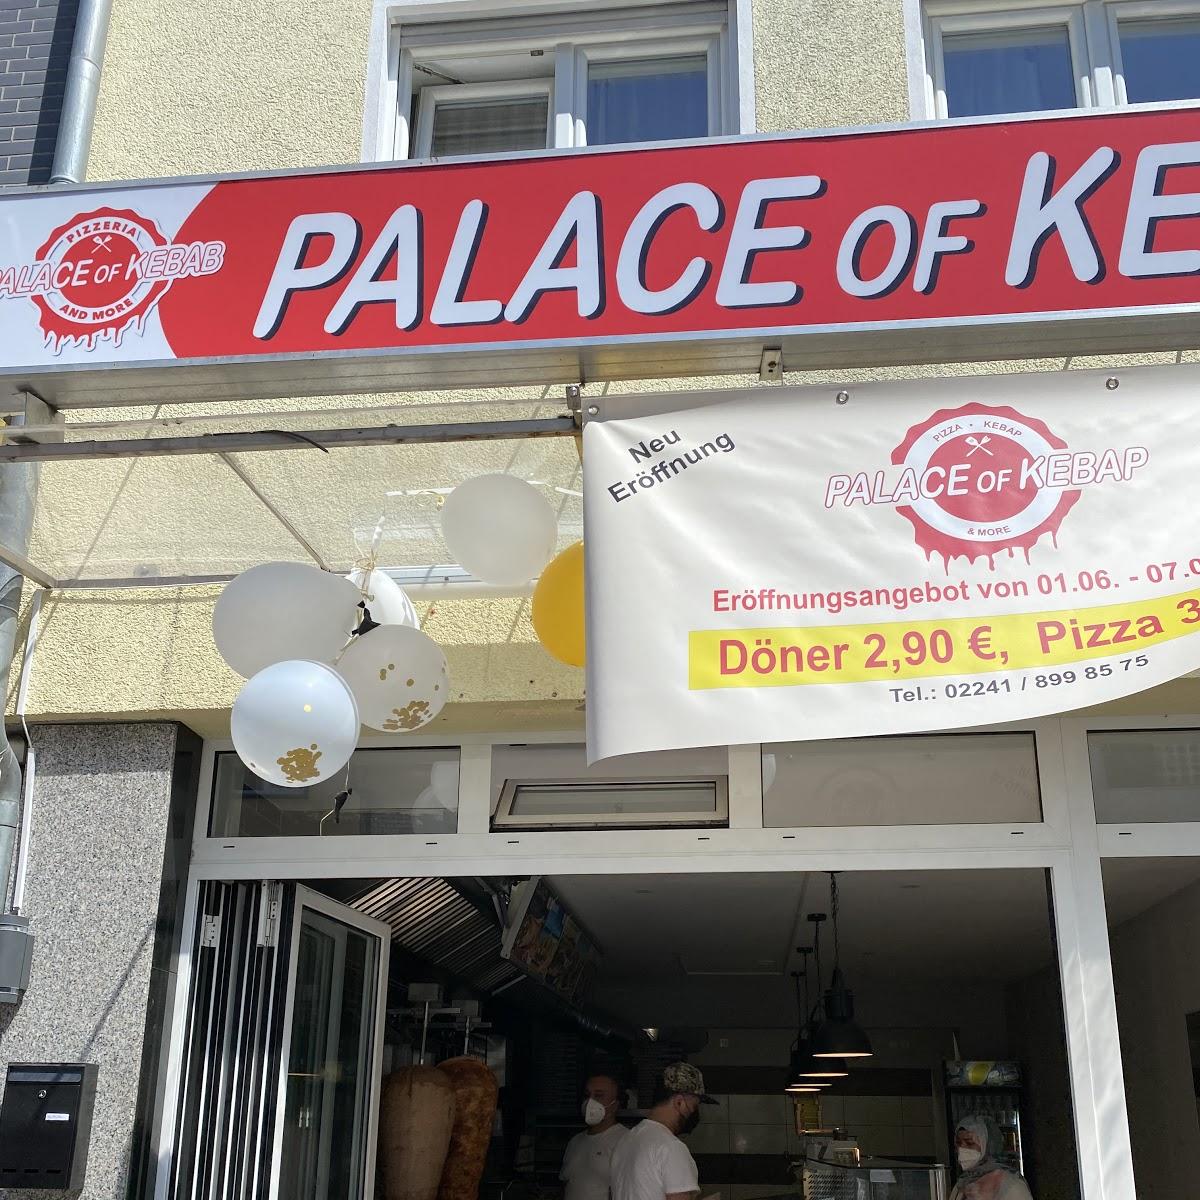 PIZZERIA
PALACE OF KEBAB
AND MORE
PALACE OF KE
Neu
Eröffnung
PIZZA • KEBAP
PALACE OF KEBAP
& MORE
Eröffnungsangebot von 01.06. - 07.0
Döner 2,90 €, Pizza 3
Tel.: 02241 / 899 85 75